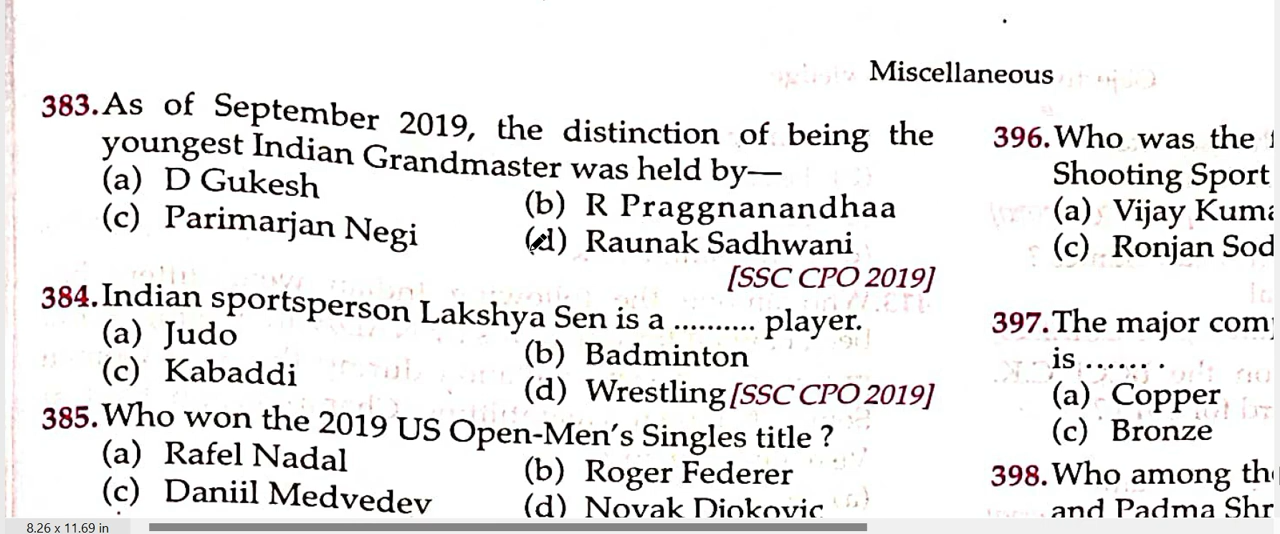 Miscellaneous
383. As of September 2019, the distinction of being the
youngest Indian Grandmaster was held by—
(a) D Gukesh
(b) R Praggnanandhaa
(c) Parimarjan Negi
(d) Raunak Sadhwani
[SSC CPO 2019]
384. Indian sportsperson Lakshya Sen is a .......... player.
(a) Judo
(b) Badminton
(c) Kabaddi
(d) Wrestling [SSC CPO 2019]
385. Who won the 2019 US Open-Men's Singles title ?
(a) Rafel Nadal
(b) Roger Federer
(c) Daniil Medvedev
(d) Novak Djokovic
396. Who was the
Shooting Sport
(a) Vijay Kuma
(c) Ronjan Sod
397. The major com
is .......
(a) Copper
(c) Bronze
398. Who among th
and Padma Shr
8.26 x 11.69 in